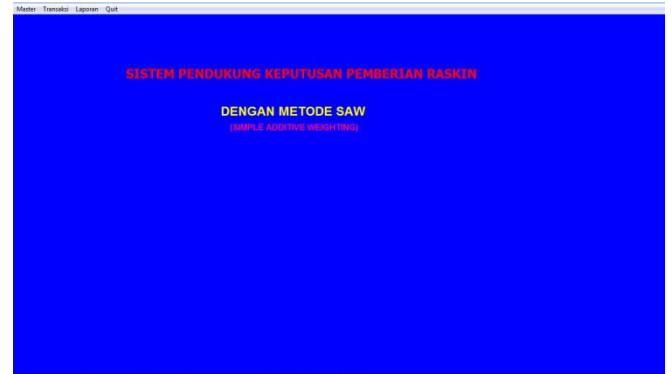 Master Transaksi Laporan Quit
SISTEM PENDUKUNG KEPUTUSAN PEMBERIAN RASKIN
DENGAN METODE SAW
(SIMPLE ADDITIVE WEIGHTING)